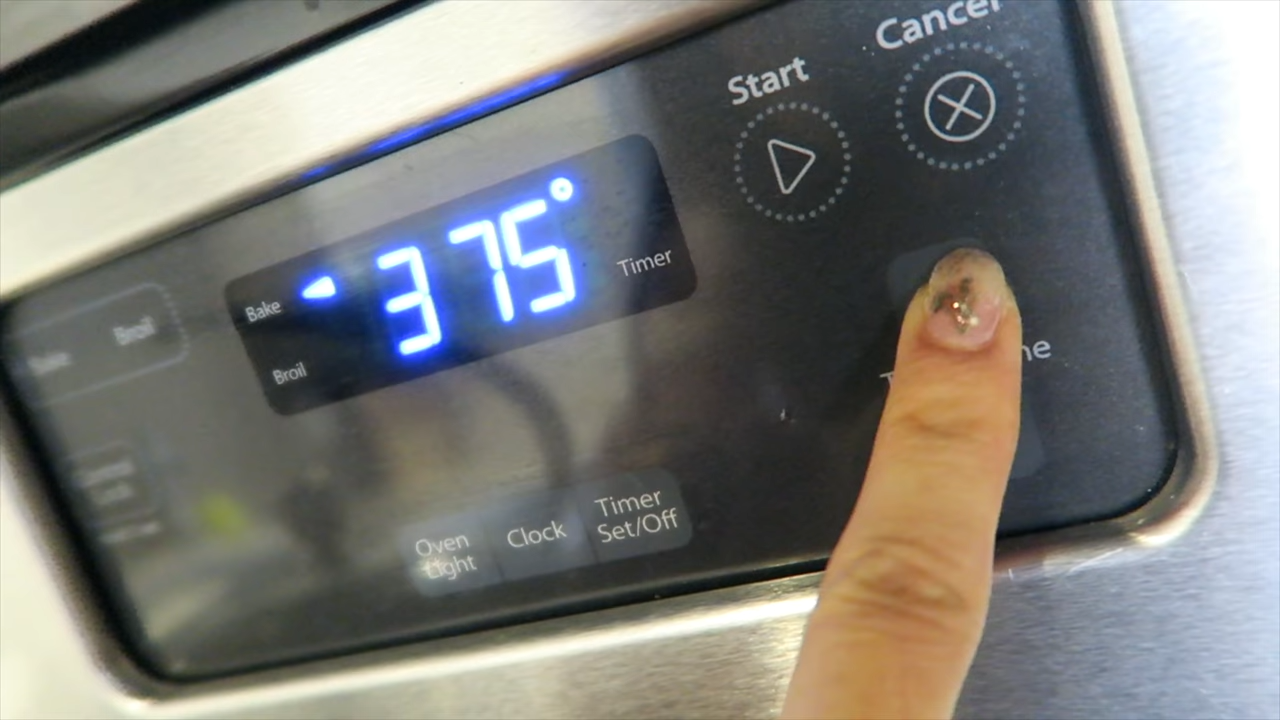 Cancel
Start
375°
Timer
Bake
Broil
Broil
Timer
Set/Off
Clock
Oven
Light